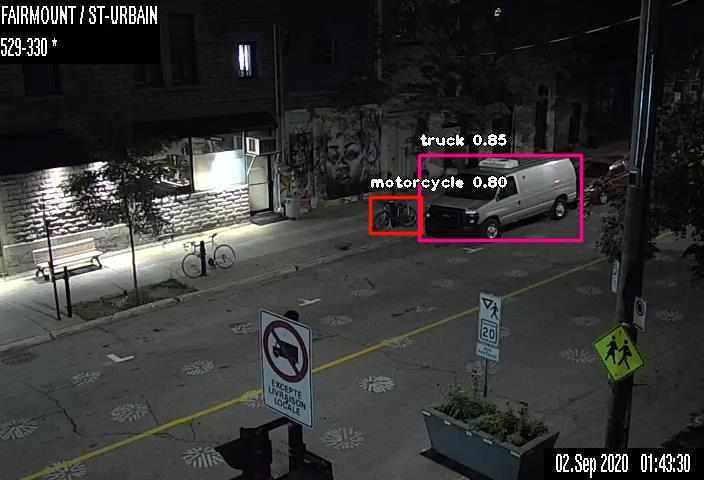 FAIRMOUNT / ST-URBAIN
529-330 *
truck 0.85
motorcycle 0.80
20
EXCEPTÉ
LIVRAISON
LOCALE
02.Sep 2020 01:43:30